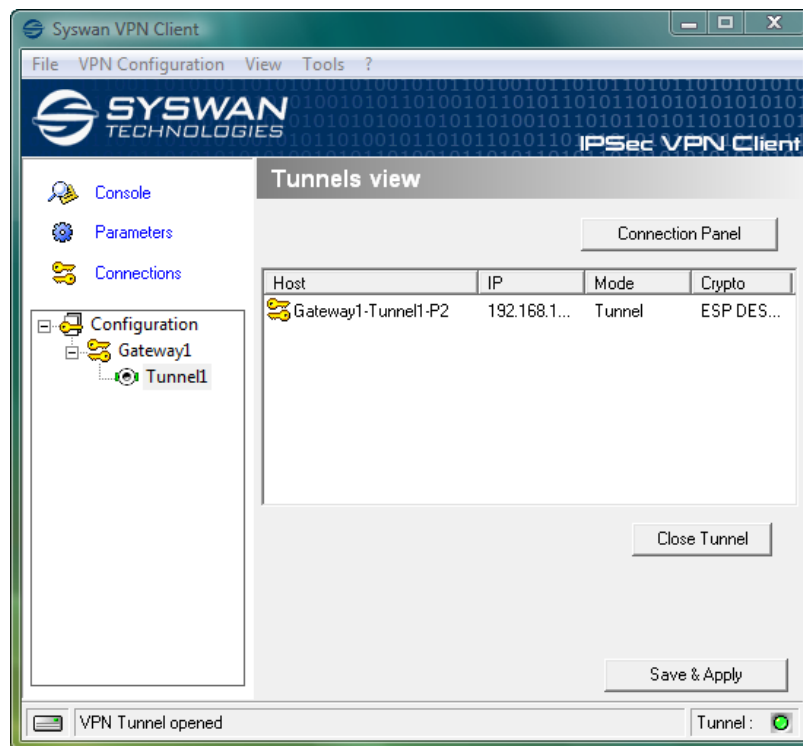 Syswan VPN Client
File VPN Configuration View Tools ?
SYSWAN
TECHNOLOGIES
IPSec VPN Client
Console
Parameters
Connections
Configuration
Gateway1
Tunnel1
Tunnels view
Connection Panel
Host IP Mode Crypto
Gateway1-Tunnel1-P2 192.168.1... Tunnel ESP DES...
Close Tunnel
Save & Apply
VPN Tunnel opened
Tunnel :